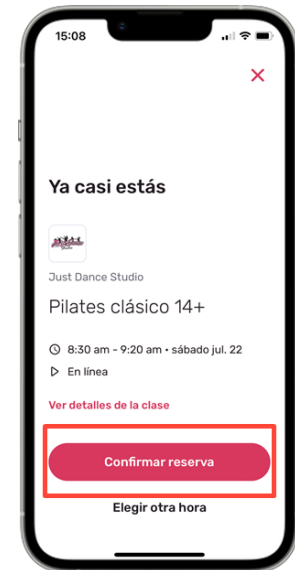 15:08
Ya casi estás
Just Dance Studio
Pilates clásico 14+
8:30 am - 9:20 am • sábado jul. 22
En línea
Ver detalles de la clase
Confirmar reserva
Elegir otra hora